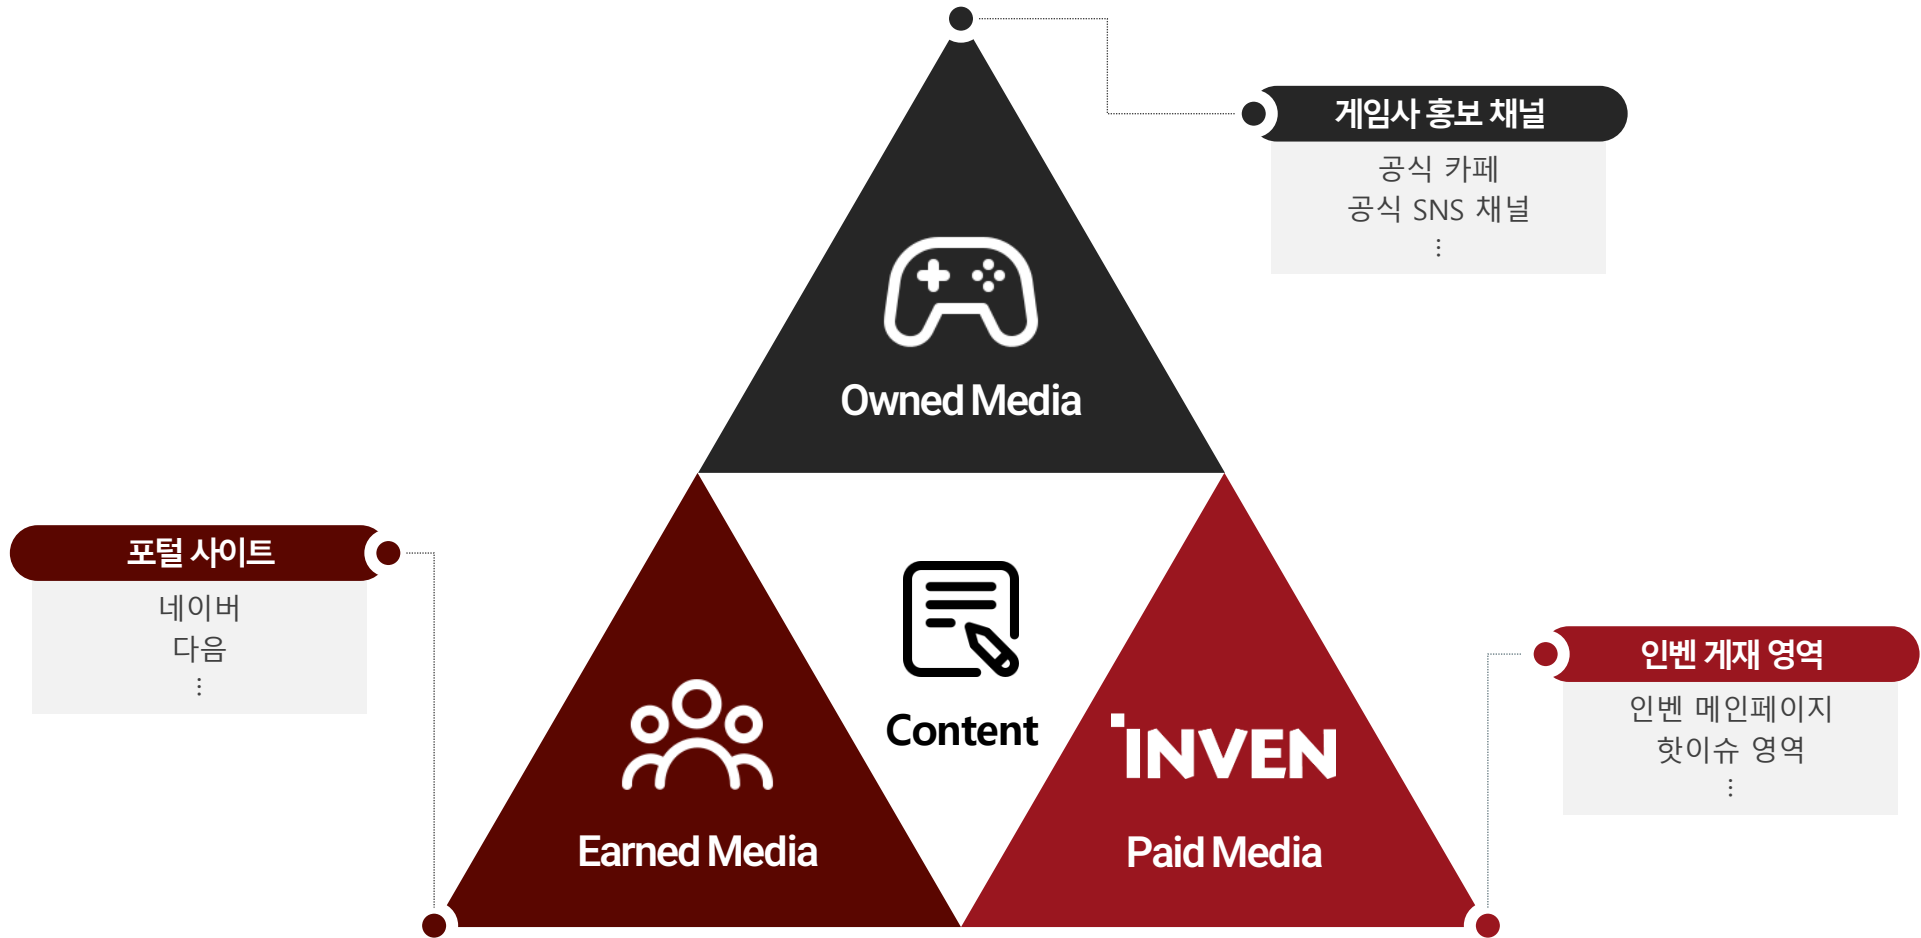 게임사 홍보 채널
공식 카페
공식 SNS 채널
⋮
Owned Media
포털 사이트
네이버
다음
⋮
Earned Media
Content
INVEN
Paid Media
인벤 게재 영역
인벤 메인페이지
핫이슈 영역
⋮